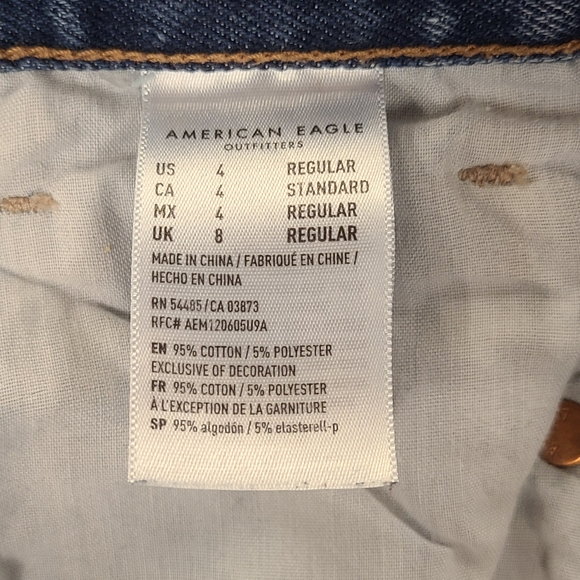 AMERICAN EAGLE
OUTFITTERS
US 4 REGULAR
CA 4 STANDARD
MX 4 REGULAR
UK 8 REGULAR
MADE IN CHINA / FABRIQUÉ EN CHINE /
HECHO EN CHINA
RN 54485/CA 03873
RFC# AEM120605U9A
EN 95% COTTON / 5% POLYESTER
EXCLUSIVE OF DECORATION
FR 95% COTON / 5% POLYESTER
À L'EXCEPTION DE LA GARNITURE
SP 95% algodón / 5% elasterell-p